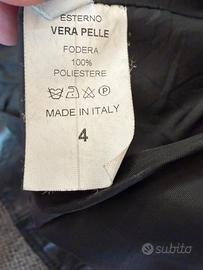 ESTERNO
VERA PELLE
FODERA
100%
POLIESTERE
P
MADE IN ITALY
4
subito